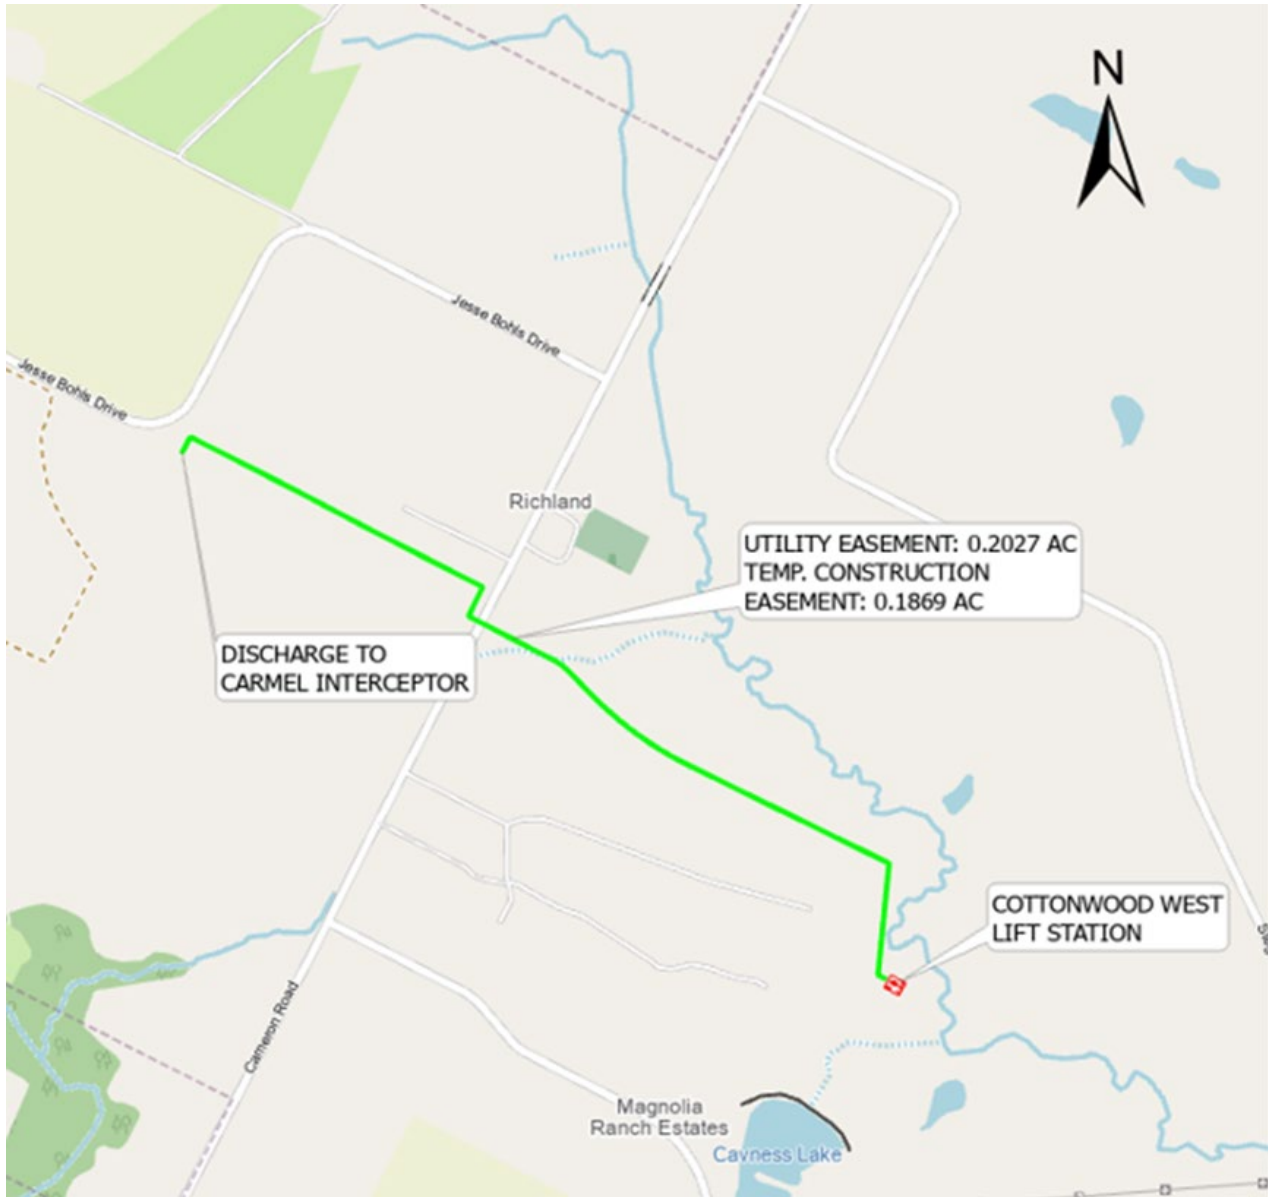 N
Jesse Bohls Drive
Jesse Bohls Drive
Richland
UTILITY EASEMENT: 0.2027 AC
TEMP. CONSTRUCTION
EASEMENT: 0.1869 AC
DISCHARGE TO
CARMEL INTERCEPTOR
COTTONWOOD WEST
LIFT STATION
Cameron Road
Magnolia
Ranch Estates
Cavness Lake